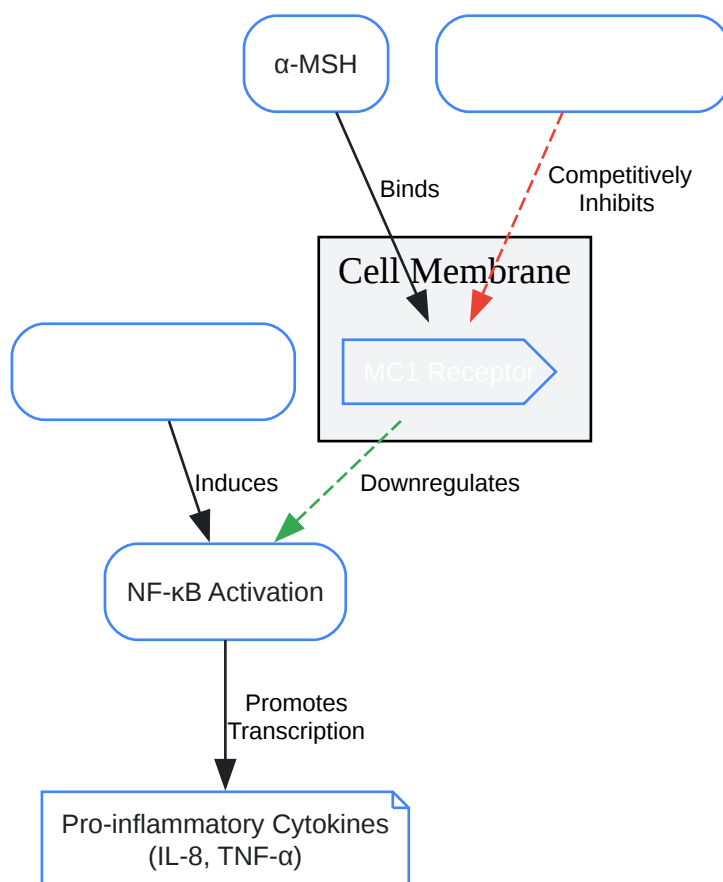 α-MSH
Binds
Competitively
Inhibits
Cell Membrane
MC1 Receptor
Induces
Downregulates
NF-κB Activation
Promotes
Transcription
Pro-inflammatory Cytokines
(IL-8, TNF-α)